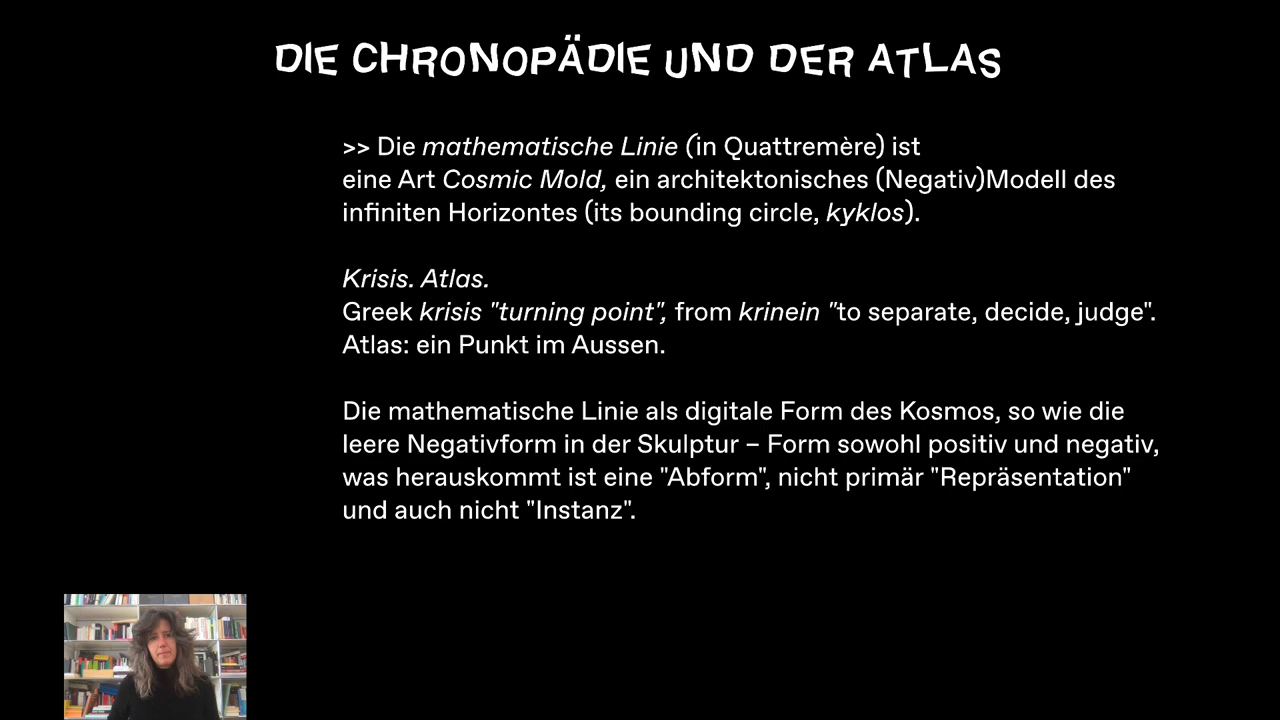 DIE CHRONOPÄDIE UND DER ATLAS
>> Die mathematische Linie (in Quattremère) ist
eine Art Cosmic Mold, ein architektonisches (Negativ)Modell des
infiniten Horizontes (its bounding circle, kyklos).
Krisis. Atlas.
Greek krisis "turning point", from krinein "to separate, decide, judge".
Atlas: ein Punkt im Aussen.
Die mathematische Linie als digitale Form des Kosmos, so wie die
leere Negativform in der Skulptur – Form sowohl positiv und negativ,
was herauskommt ist eine "Abform", nicht primär "Repräsentation"
und auch nicht "Instanz".